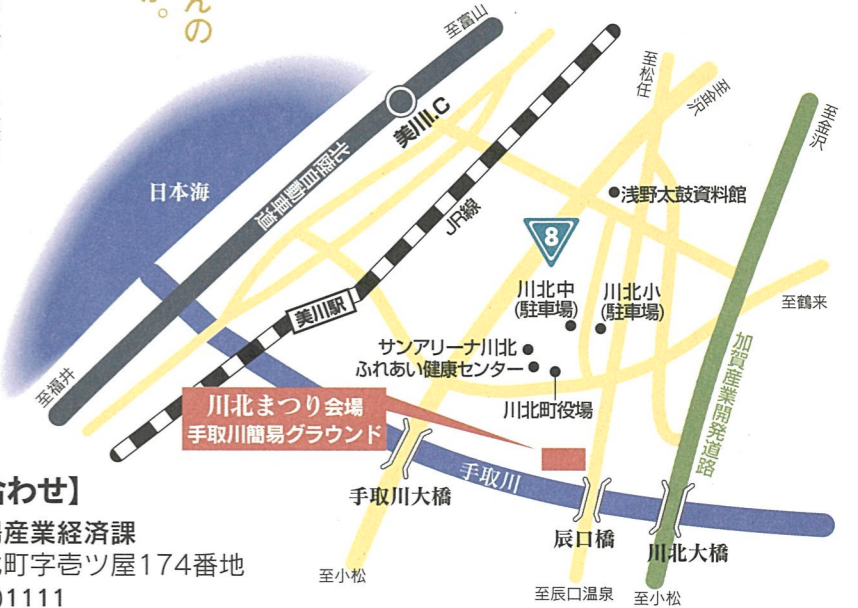 んの
。
至富山
美川I.C
北陸自動車道
日本海
JR線
美川駅
至福井
至松任
至金沢
至金沢
浅野太鼓資料館
8
川北中
(駐車場)
川北小
(駐車場)
至鶴来
サンアリーナ川北
ふれあい健康センター
川北町役場
加賀産業開発道路
川北まつり会場
手取川簡易グラウンド
手取川
手取川大橋
辰口橋
川北大橋
至小松
至辰口温泉
至小松
合わせ】
産業経済課
町字壱ツ屋174番地
1111